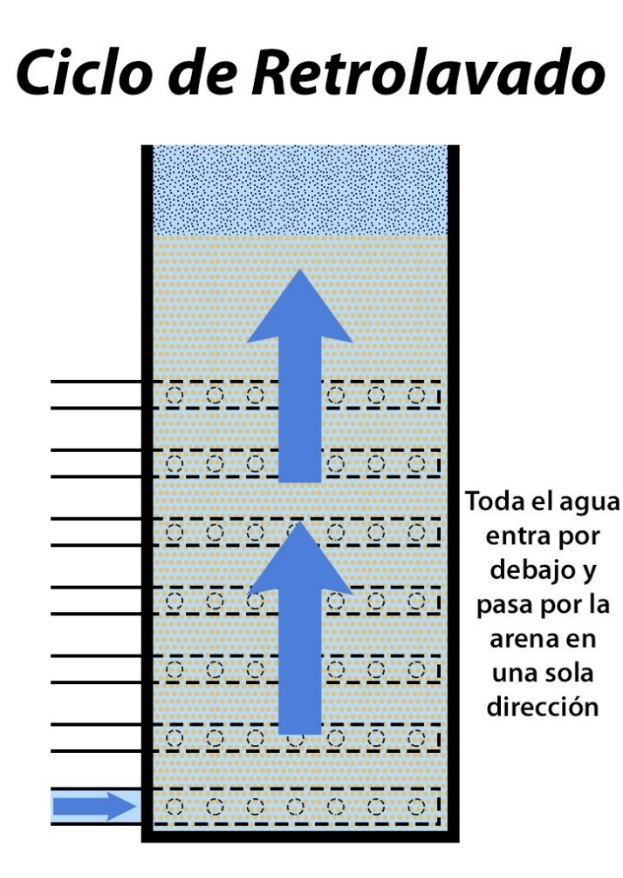 Ciclo de Retrolavado
Toda el agua
entra por
debajo y
pasa por la
arena en
una sola
dirección